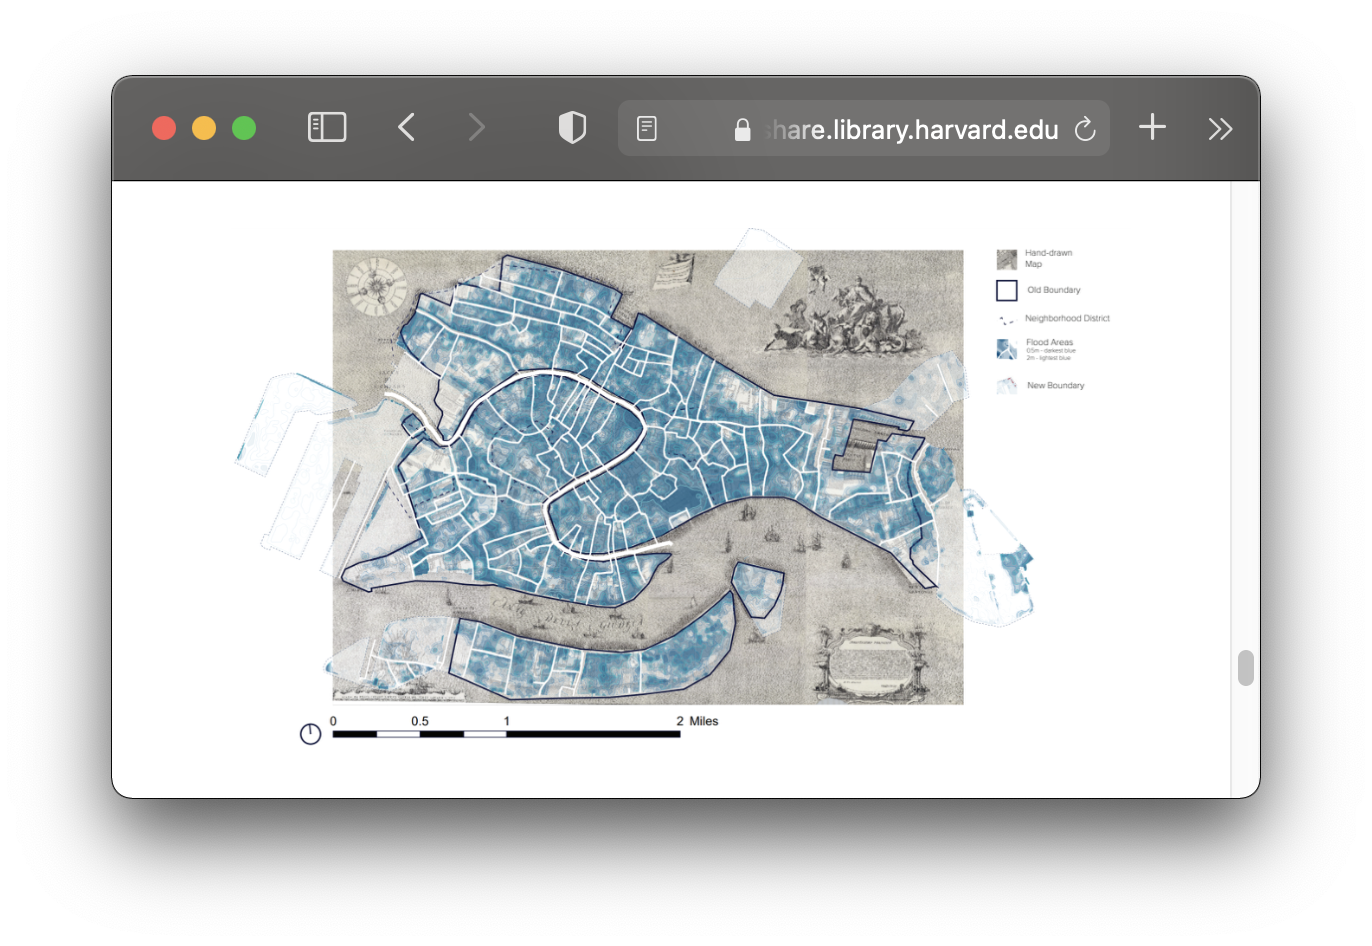 hare.library.harvard.edu
Hand-drawn
Map
Old Boundary
Neighborhood District
Flood Areas
0.5m - darkest blue
2m - lightest blue
New Boundary
0 0.5 1 2 Miles